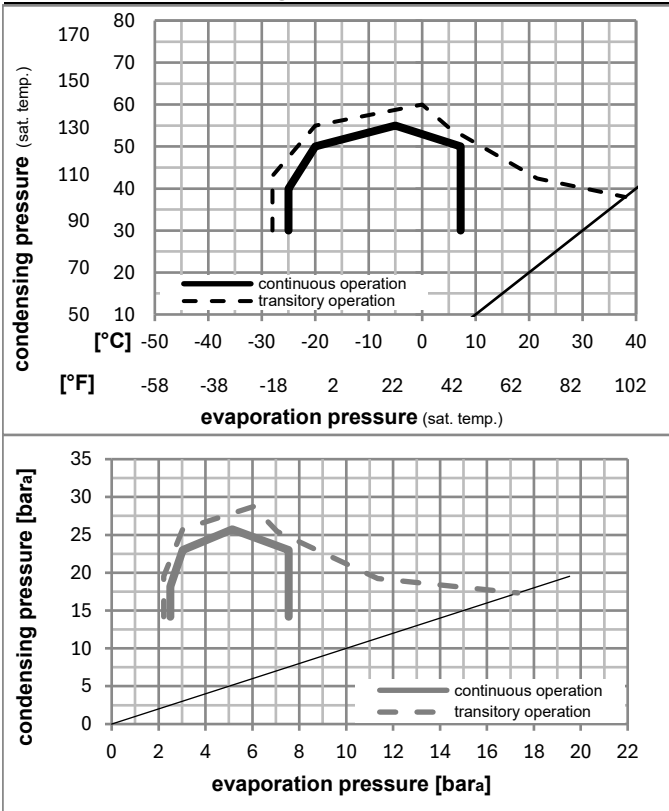 condensing pressure (sat. temp.)
170 80
150 70
60
130 50
110 40
90 30
70 20
50 10
continuous operation
transitory operation
[°C] -50 -40 -30 -20 -10 0 10 20 30 40
[°F] -58 -38 -18 2 22 42 62 82 102
evaporation pressure (sat. temp.)
condensing pressure [bara]
35
30
25
20
15
10
5
0
continuous operation
transitory operation
0 2 4 6 8 10 12 14 16 18 20 22
evaporation pressure [bara]